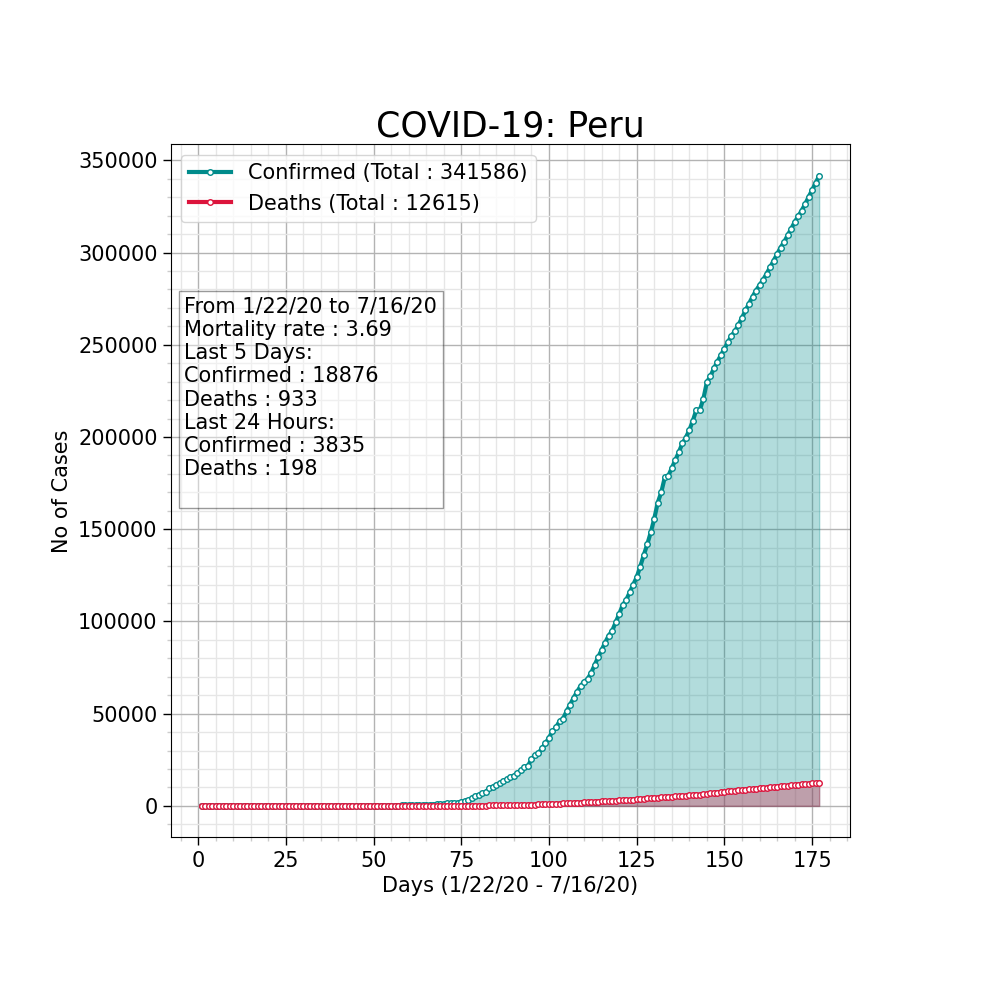 COVID-19: Peru
Confirmed (Total : 341586)
Deaths (Total : 12615)
From 1/22/20 to 7/16/20
Mortality rate : 3.69
Last 5 Days:
Confirmed : 18876
Deaths : 933
Last 24 Hours:
Confirmed : 3835
Deaths : 198
No of Cases
350000
300000
250000
200000
150000
100000
50000
0
0 25 50 75 100 125 150 175
Days (1/22/20 - 7/16/20)